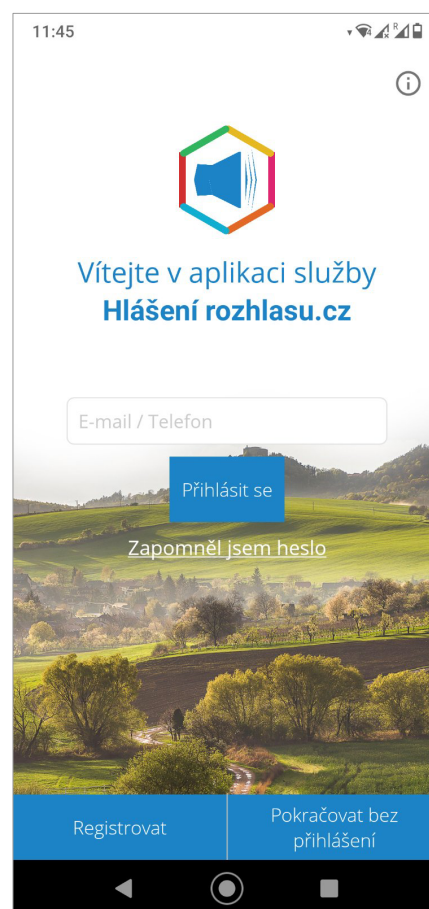 11:45
Vítejte v aplikaci služby
Hlášení rozhlasu.cz
E-mail / Telefon
Přihlásit se
Zapomněl jsem heslo
Registrovat
Pokračovat bez
přihlášení